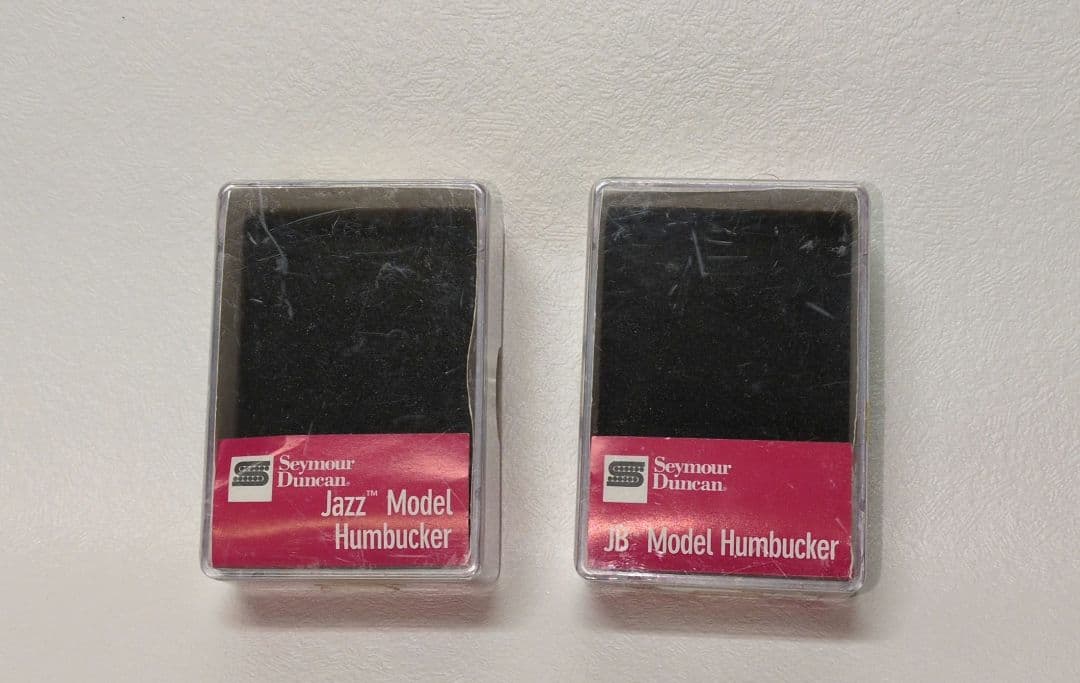 Seymour
Duncan®
Jazz™ Model
Humbucker
Seymour
Duncan®
JB Model Humbucker